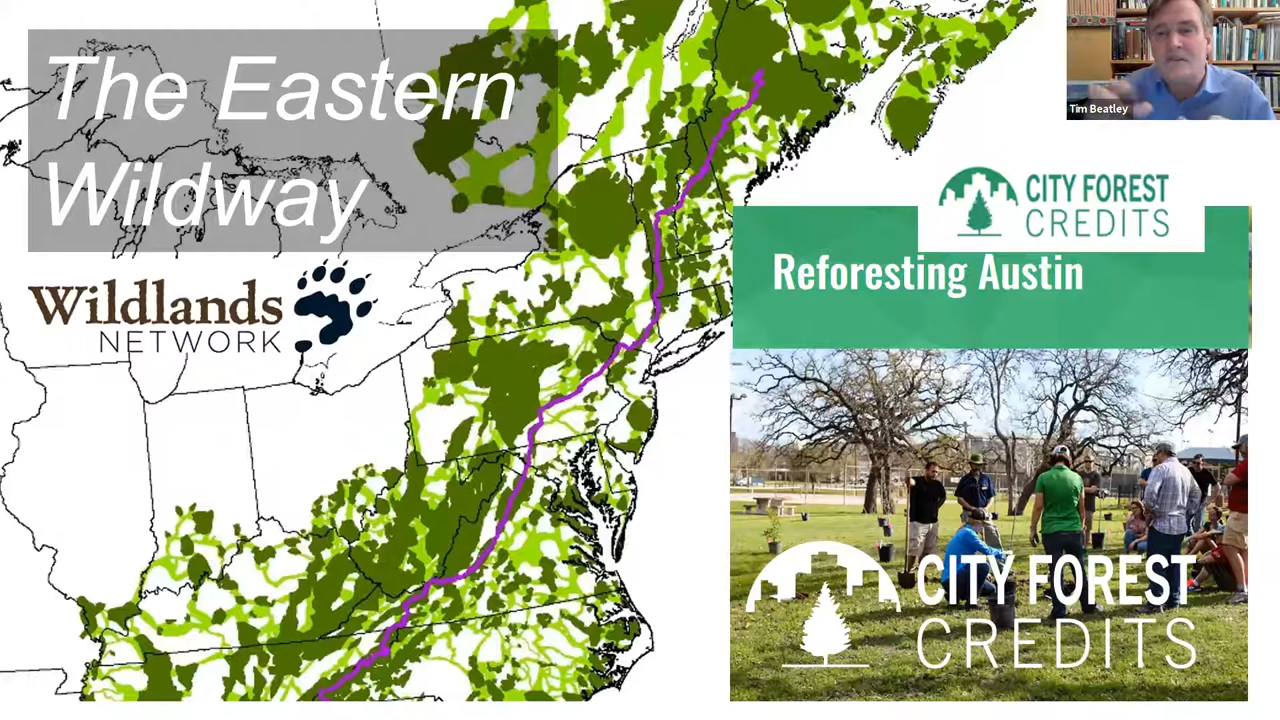 The Eastern
Wildway
Wildlands
NETWORK
Tim Beatley
CITY FOREST
CREDITS
Reforesting Austin
CITY FOREST
CREDITS